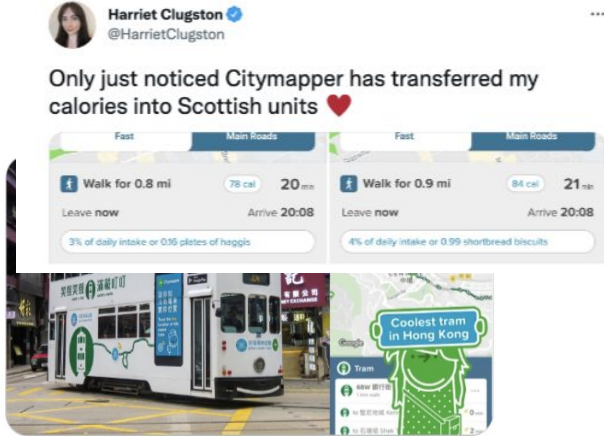 Harriet Clugston
@HarrietClugston
Only just noticed Citymapper has transferred my
calories into Scottish units
Fast
Main Roads
Walk for 0.8 mi
78 cal
20 min
Leave now
Arrive 20:08
3% of daily intake or 0.16 plates of haggis
Fast
Main Roads
Walk for 0.9 mi
84 cal
21 min
Leave now
Arrive 20:08
4% of daily intake or 0.99 shortbread biscuits
Citymapper
Coolest tram
in Hong Kong
Google
Tram